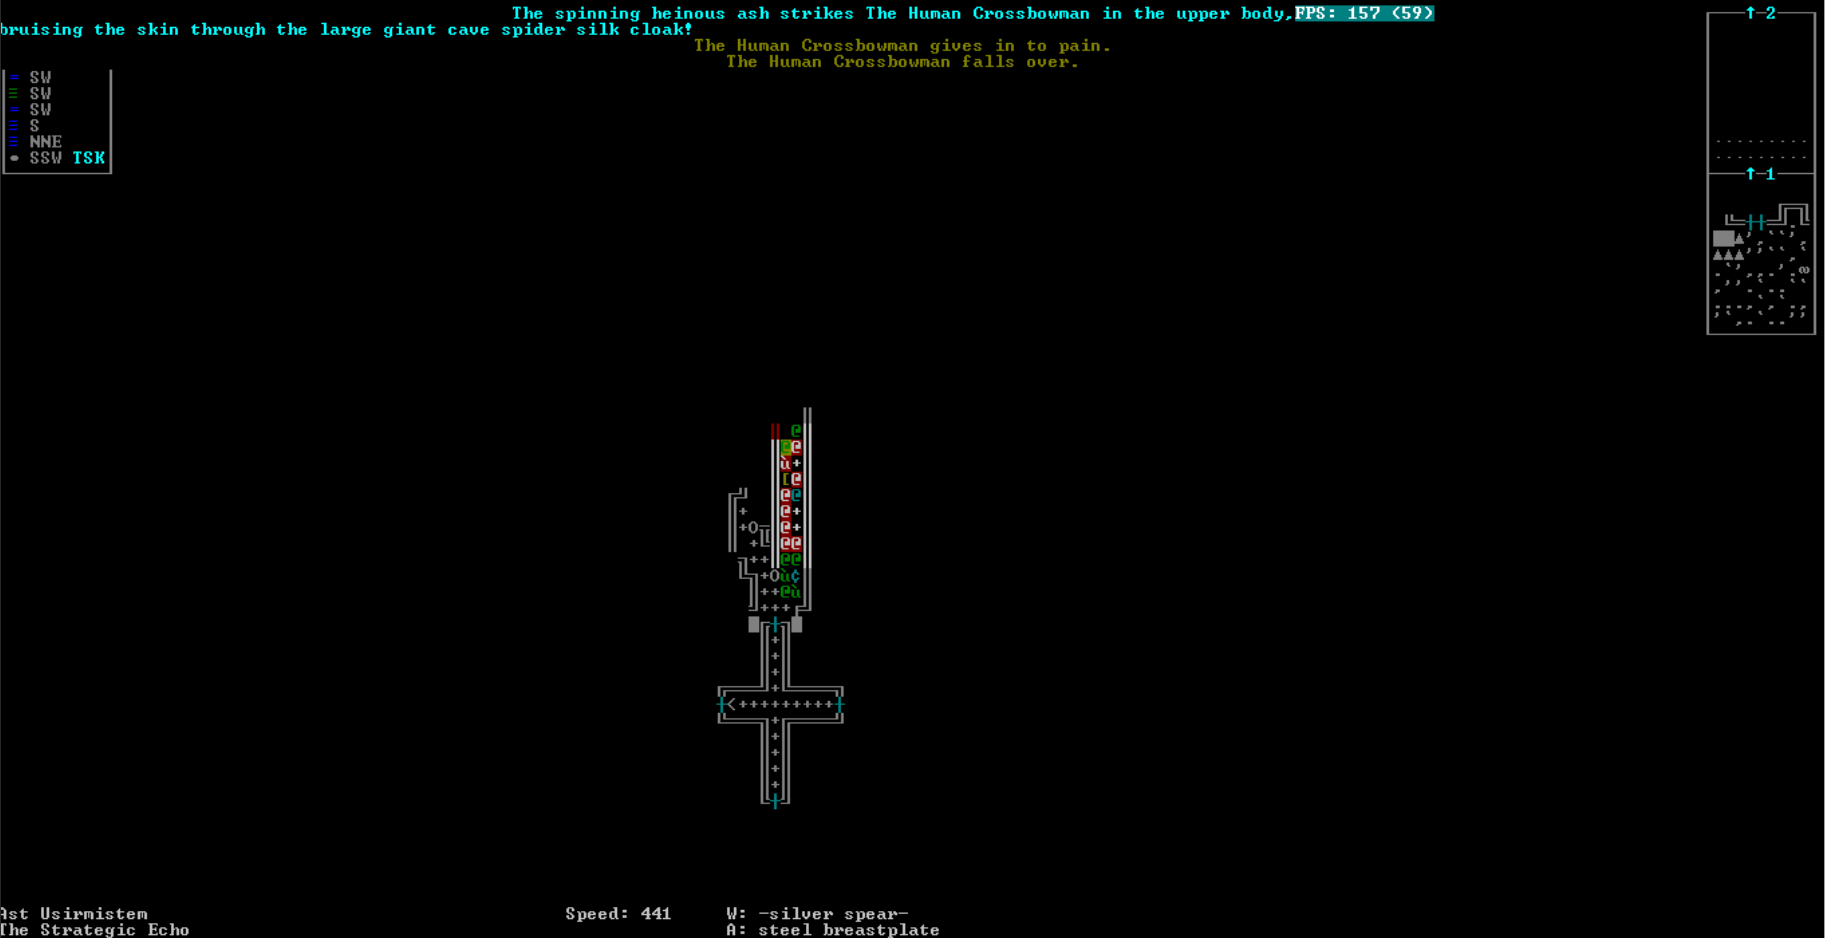 The spinning heinous ash strikes The Human Crossbowman in the upper body, FPS: 157 (59)
bruising the skin through the large giant cave spider silk cloak!
The Human Crossbowman gives in to pain.
The Human Crossbowman falls over.
SW
SW
SW
S
NNE
SSW TSK
2
1
Ast Usirmistem
The Strategic Echo
Speed: 441
W: -silver spear-
A: steel breastplate